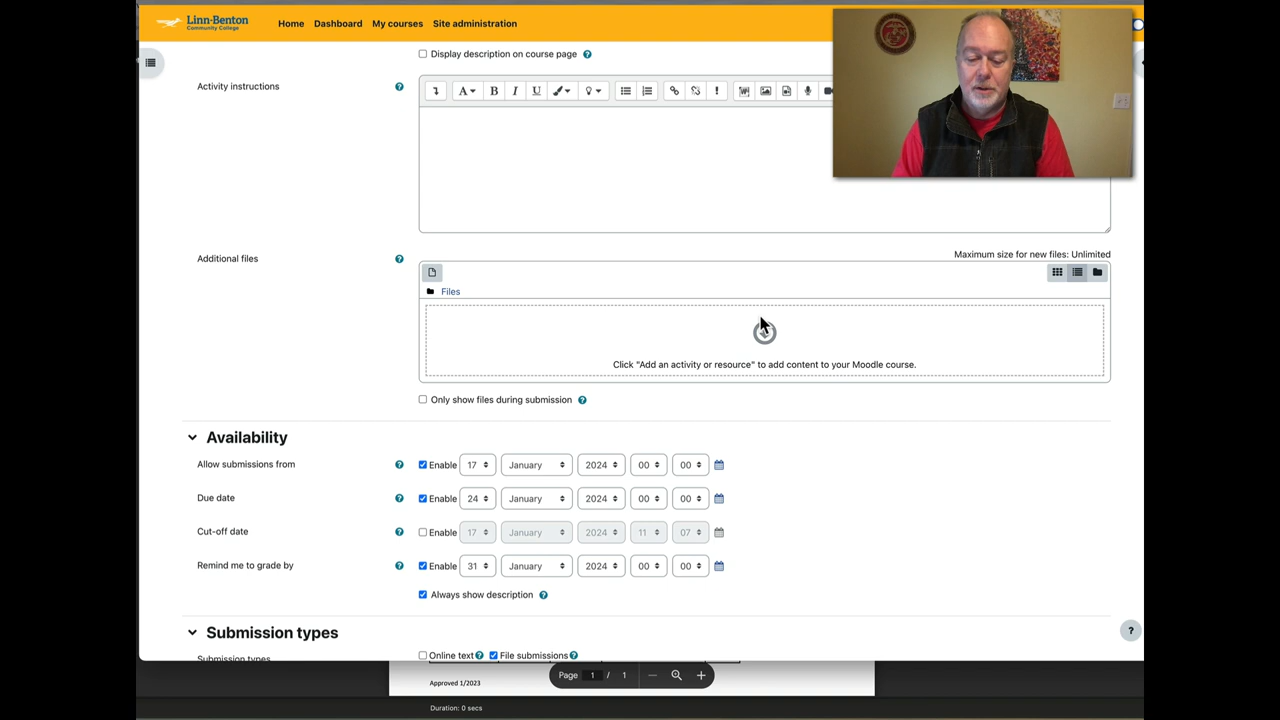 Linn-Benton
Community College
Home Dashboard My courses Site administration
Display description on course page
Activity instructions
Maximum size for new files: Unlimited
Additional files
Files
Click "Add an activity or resource" to add content to your Moodle course.
Only show files during submission
Availability
Allow submissions from Enable 17 January 2024 00 00
Due date Enable 24 January 2024 00 00
Cut-off date Enable 17 January 2024 11 07
Remind me to grade by Enable 31 January 2024 00 00
Always show description
Submission types
Submission types Online text File submissions
Page 1 / 1
Approved 1/2023
Duration: 0 secs